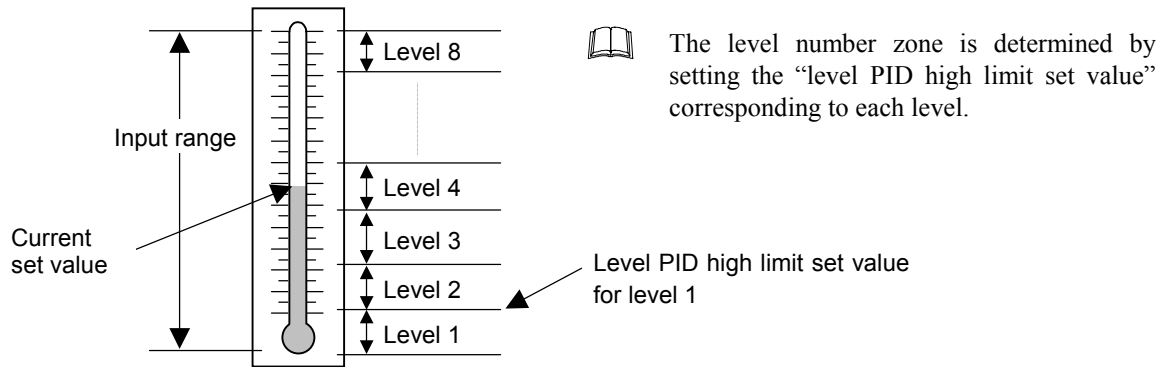 Level 8
The level number zone is determined by
setting the “level PID high limit set value”
corresponding to each level.
Input range
Level 4
Current
set value
Level 3
Level 2
Level PID high limit set value
for level 1
Level 1